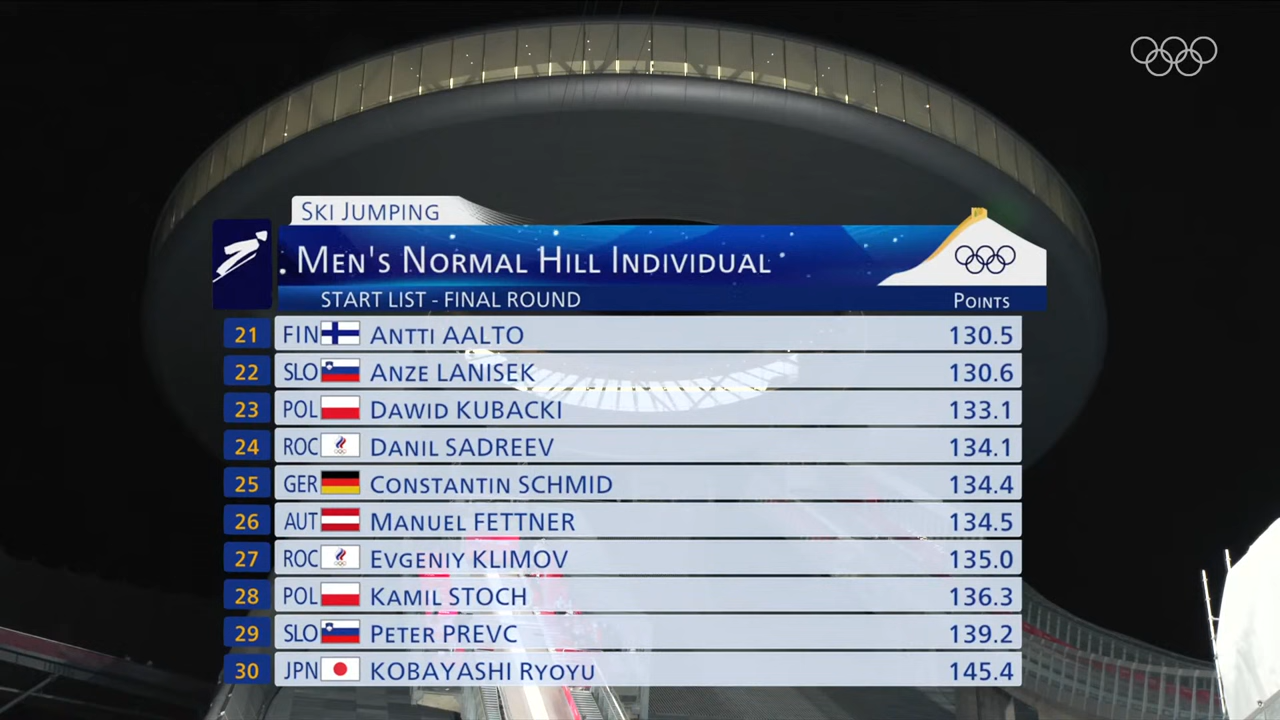 SKI JUMPING
MEN'S NORMAL HILL INDIVIDUAL
START LIST - FINAL ROUND POINTS
21 FIN ANTTI AALTO 130.5
22 SLO ANZE LANISEK 130.6
23 POL DAWID KUBACKI 133.1
24 ROC DANIL SADREEV 134.1
25 GER CONSTANTIN SCHMID 134.4
26 AUT MANUEL FETTNER 134.5
27 ROC EVGENIY KLIMOV 135.0
28 POL KAMIL STOCH 136.3
29 SLO PETER PREVC 139.2
30 JPN KOBAYASHI RYOYU 145.4